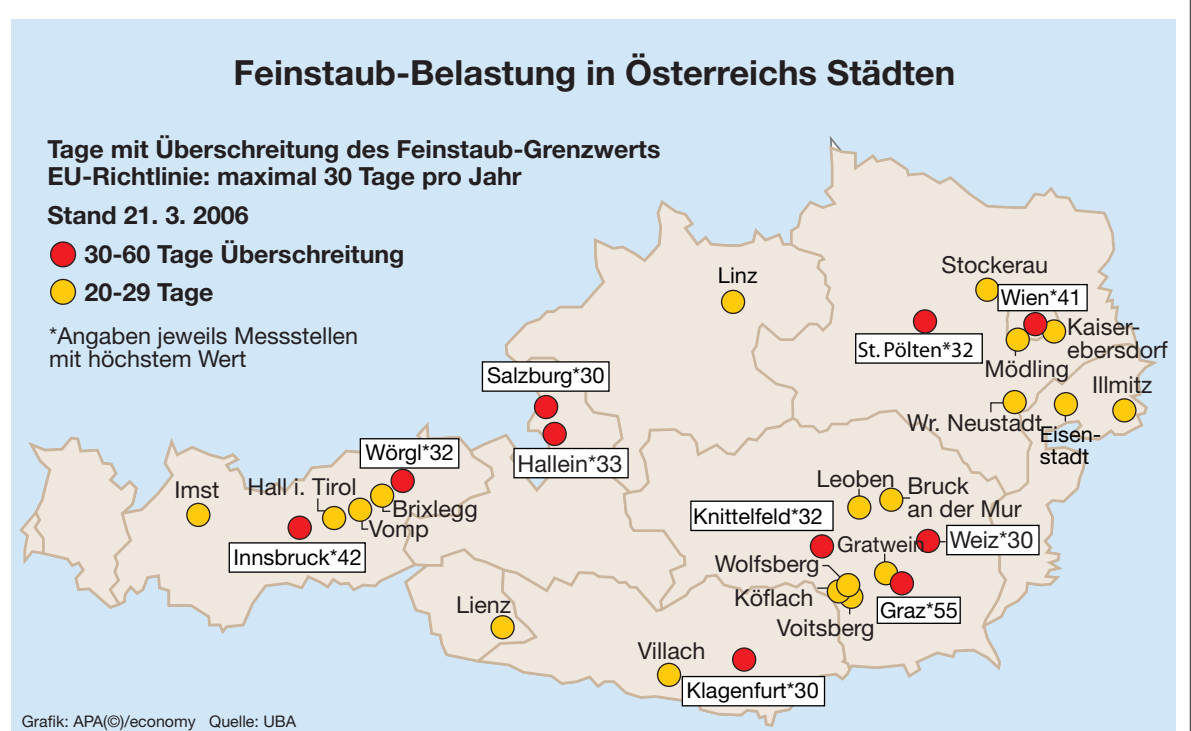 Feinstaub-Belastung in Österreichs Städten
Tage mit Überschreitung des Feinstaub-Grenzwerts
EU-Richtlinie: maximal 30 Tage pro Jahr
Stand 21. 3. 2006
30-60 Tage Überschreitung
20-29 Tage
*Angaben jeweils Messstellen
mit höchstem Wert
Linz
Stockerau
Wien*41
Kaiser-
ebersdorf
St. Pölten*32
Mödling
Illmitz
Salzburg*30
Wr. Neustadt
Eisen-
stadt
Hallein*33
Wörgl*32
Imst
Hall i. Tirol
Brixlegg
Vomp
Innsbruck*42
Leoben
Bruck
an der Mur
Knittelfeld*32
Gratwein
Weiz*30
Wolfsberg
Köflach
Graz*55
Voitsberg
Lienz
Villach
Klagenfurt*30
Grafik: APA(©)/economy Quelle: UBA